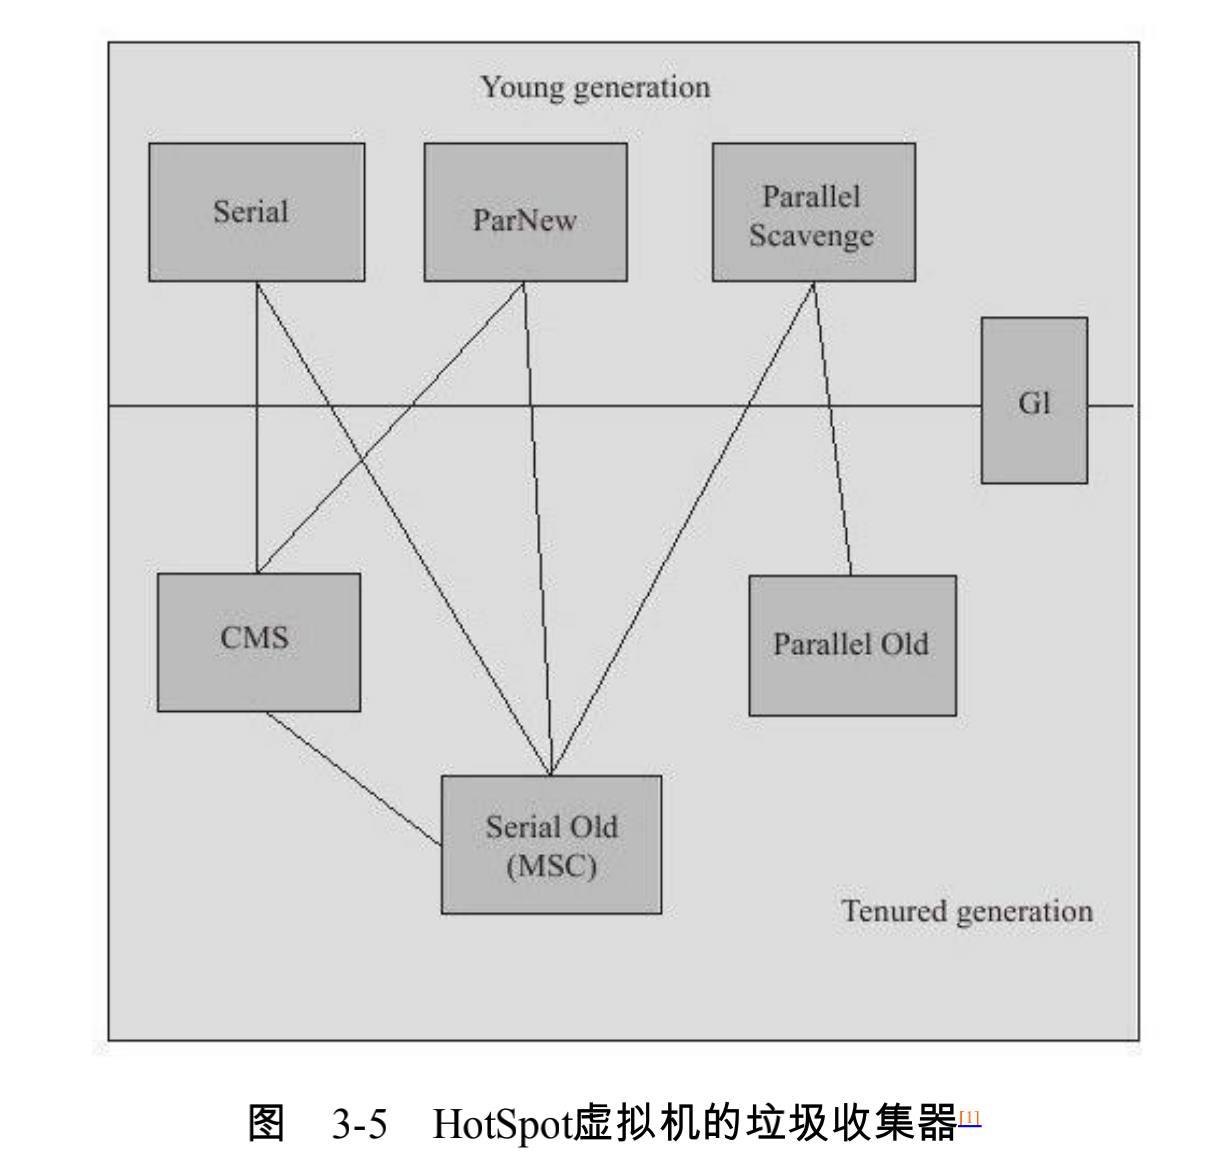 Young generation
Serial
ParNew
Parallel
Scavenge
Gl
CMS
Parallel Old
Serial Old
(MSC)
Tenured generation
图 3-5 HotSpot虚拟机的垃圾收集器[1]